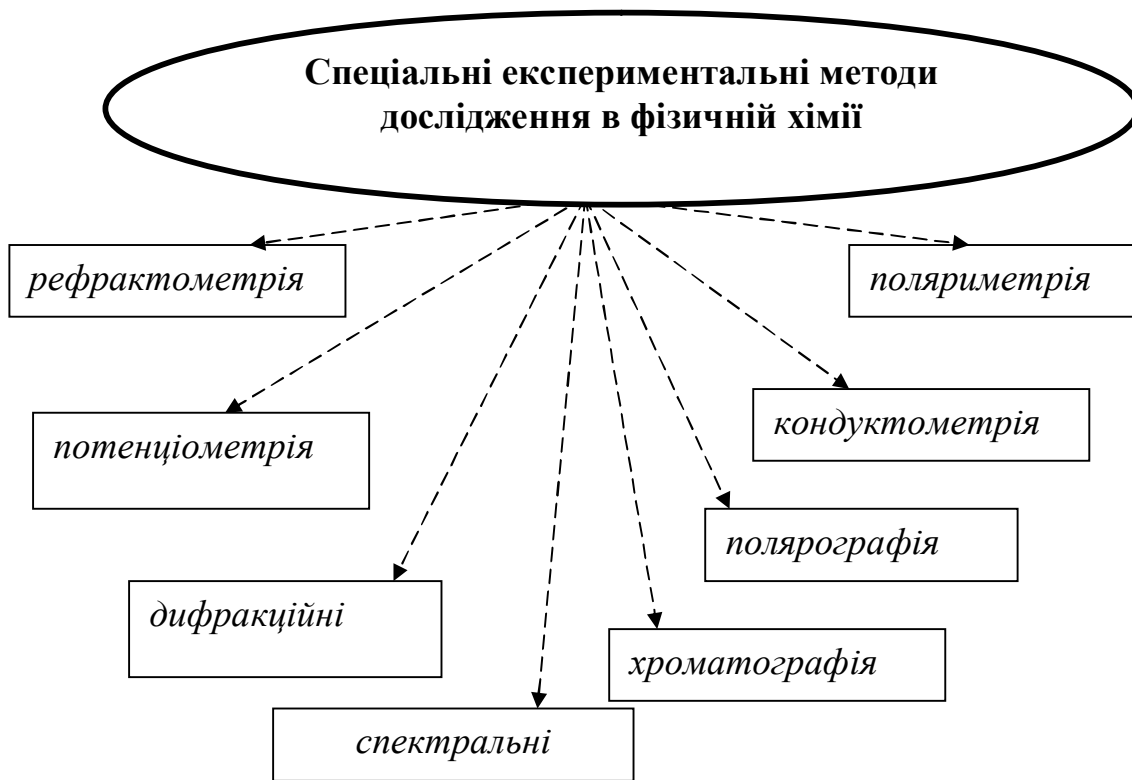 Спеціальні експериментальні методи
дослідження в фізичній хімії
рефрактометрія
поляриметрія
потенціометрія
кондуктометрія
полярографія
дифракційні
хроматографія
спектральні